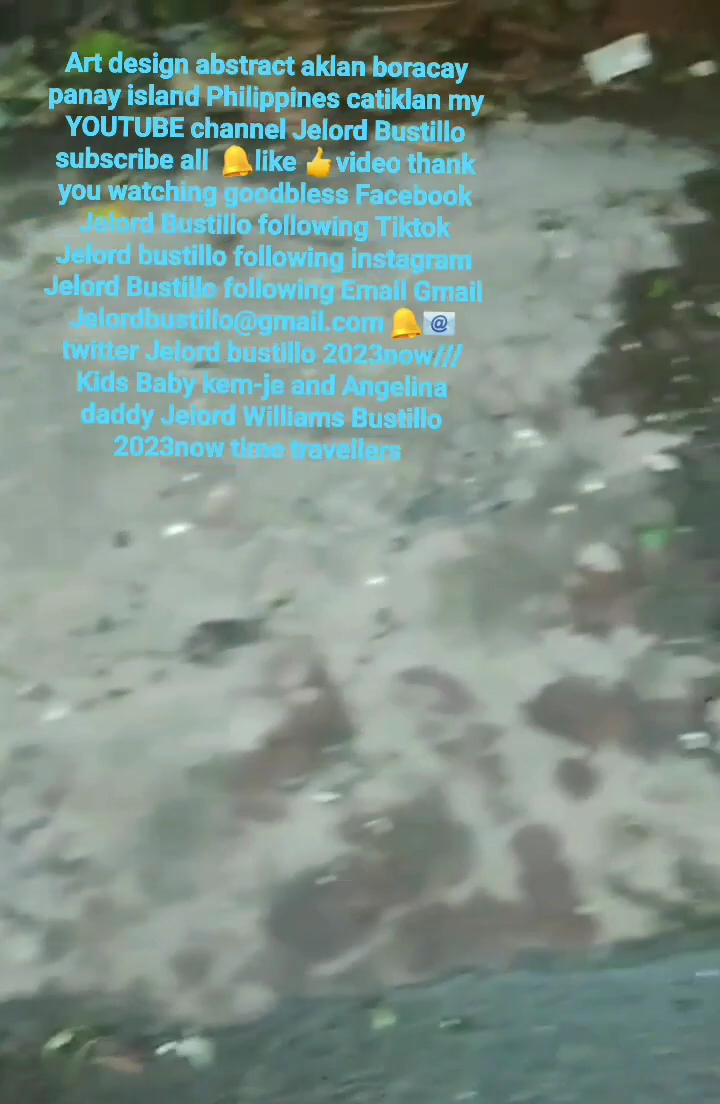 Art design abstract aklan boracay
panay island Philippines catiklan my
YOUTUBE channel Jelord Bustillo
subscribe all 🔔like 👍video thank
you watching goodbless Facebook
Jelord Bustillo following Tiktok
Jelord bustillo following instagram
Jelord Bustillo following Email Gmail
Jelordbustillo@gmail.com 🔔📧
twitter Jelord bustillo 2023now///
Kids Baby kem-je and Angelina
daddy Jelord Williams Bustillo
2023now time travellers